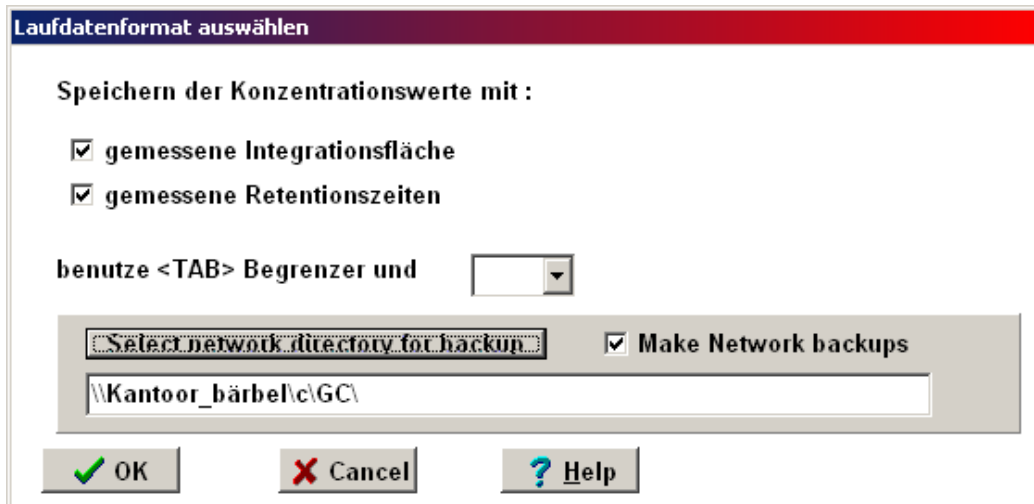 Laufdatenformat auswählen
Speichern der Konzentrationswerte mit :
gemessene Integrationsfläche
gemessene Retentionszeiten
benutze <TAB> Begrenzer und
Select network directory for backup
Make Network backups
\\Kantoor_bärbel\c\GC\
OK
Cancel
Help